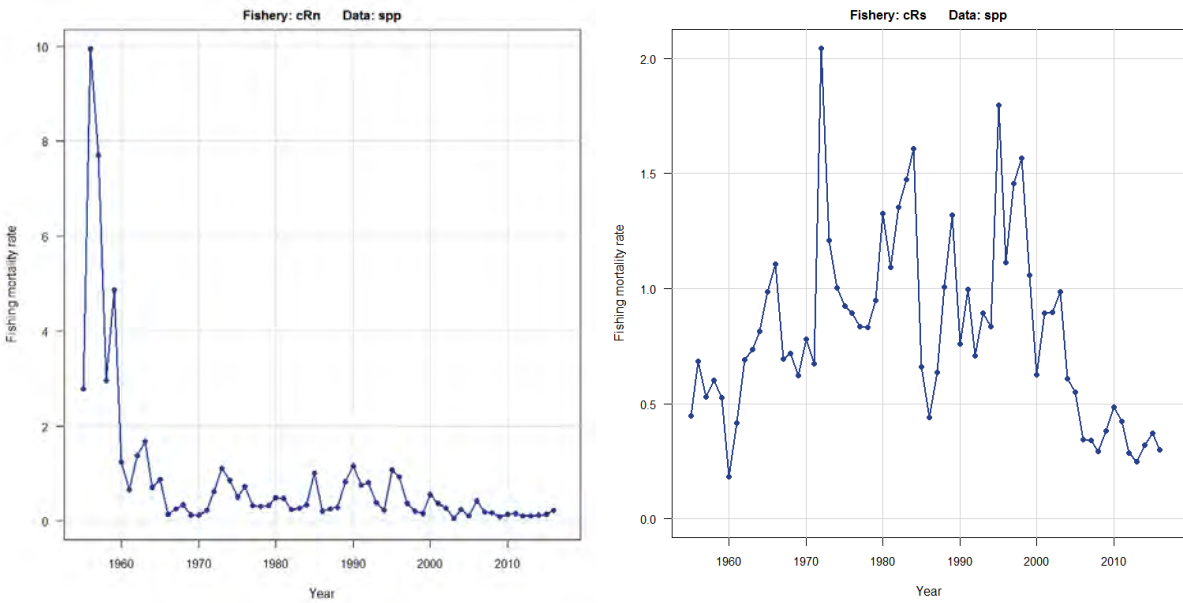 Fishery: cRn Data: spp
Fishing mortality rate
10
8
6
4
2
0
1960 1970 1980 1990 2000 2010
Year
Fishery: cRs Data: spp
Fishing mortality rate
2.0
1.5
1.0
0.5
0.0
1960 1970 1980 1990 2000 2010
Year